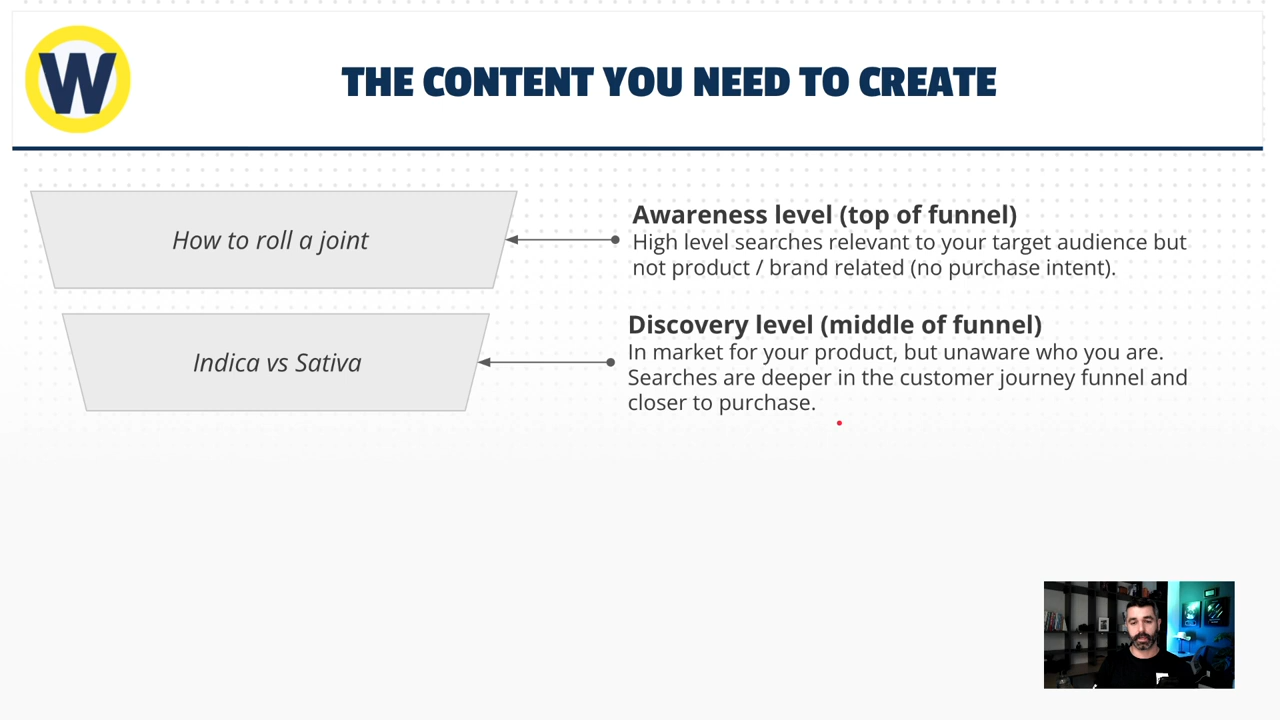 W
THE CONTENT YOU NEED TO CREATE
How to roll a joint
Awareness level (top of funnel)
High level searches relevant to your target audience but
not product / brand related (no purchase intent).
Indica vs Sativa
Discovery level (middle of funnel)
In market for your product, but unaware who you are.
Searches are deeper in the customer journey funnel and
closer to purchase.